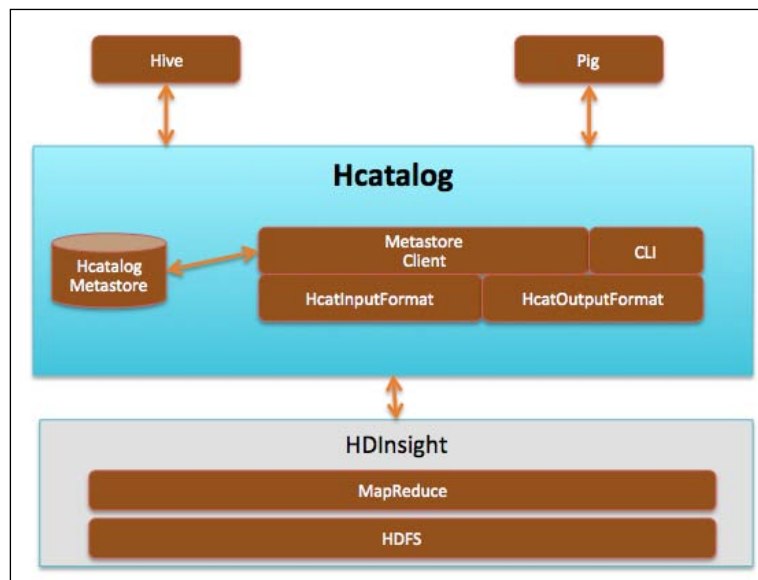 Hive
Pig
Hcatalog
Hcatalog
Metastore
Metastore
Client
CLI
HcatInputFormat
HcatOutputFormat
HDInsight
MapReduce
HDFS